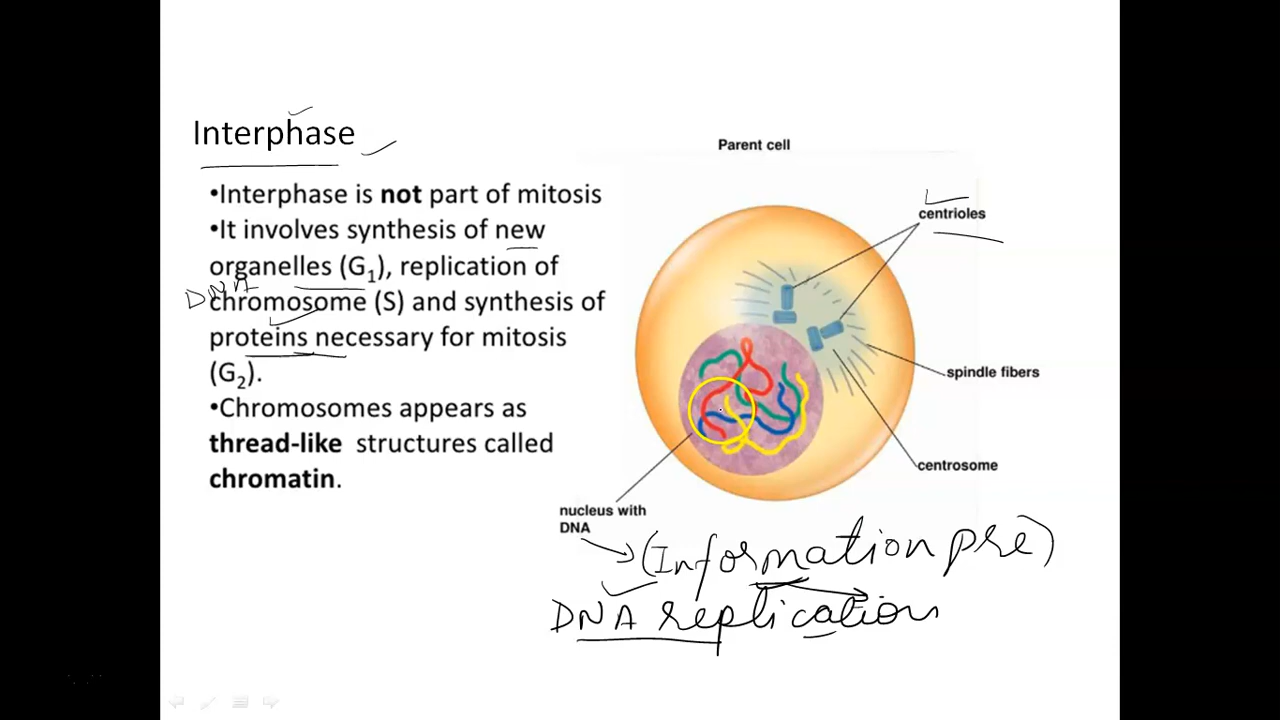 Interphase
•Interphase is not part of mitosis
•It involves synthesis of new
organelles (G1), replication of
DNA
chromosome (S) and synthesis of
proteins necessary for mitosis
(G2).
•Chromosomes appears as
thread-like structures called
chromatin.
Parent cell
centrioles
spindle fibers
centrosome
nucleus with
DNA
(Information pre)
DNA replication